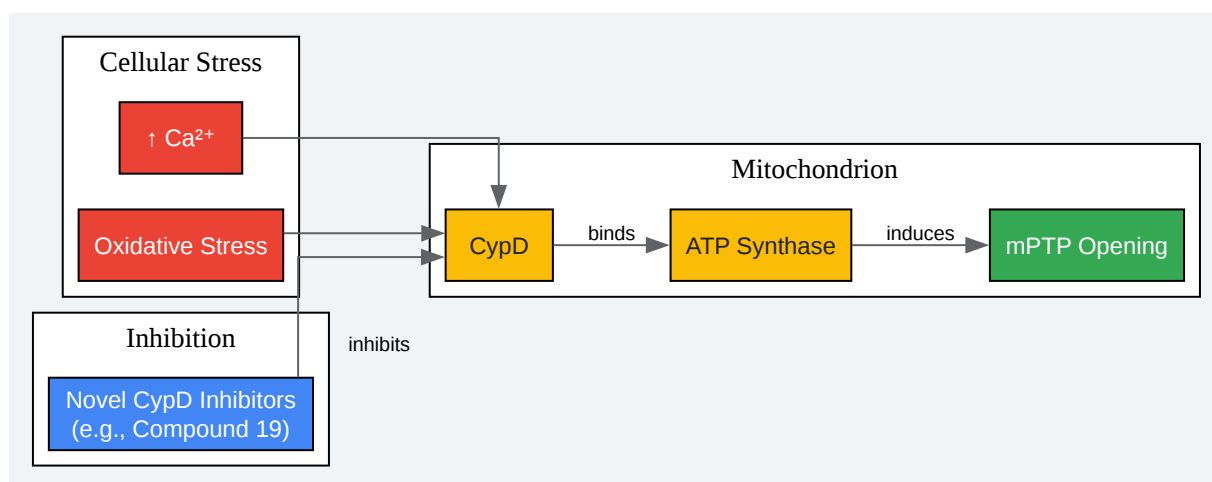 Cellular Stress
↑ Ca²⁺
Oxidative Stress
Mitochondrion
CypD
binds
ATP Synthase
induces
mPTP Opening
Inhibition
inhibits
Novel CypD Inhibitors
(e.g., Compound 19)